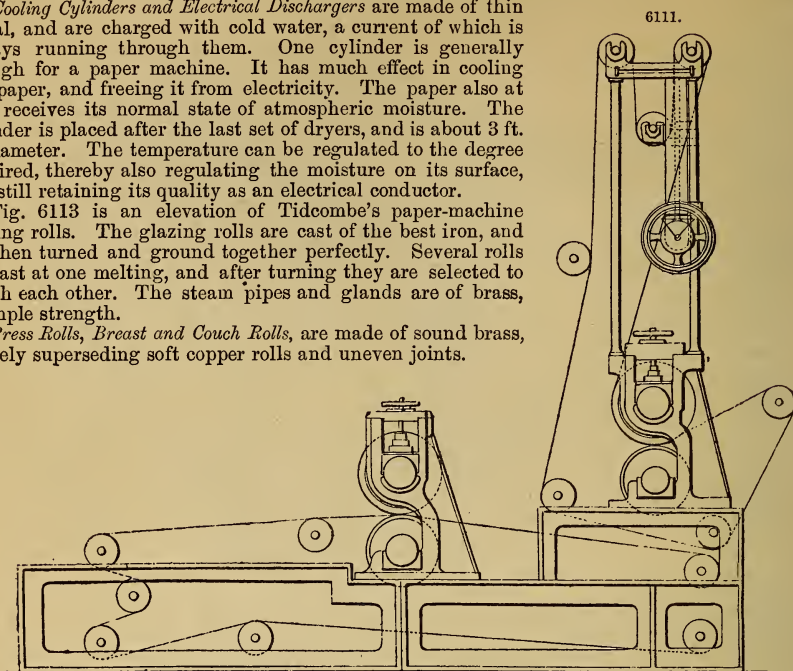 Cooling Cylinders and Electrical Dischargers are made of thin
al, and are charged with cold water, a current of which is
ys running through them. One cylinder is generally
gh for a paper machine. It has much effect in cooling
paper, and freeing it from electricity. The paper also at
receives its normal state of atmospheric moisture. The
nder is placed after the last set of dryers, and is about 3 ft.
ameter. The temperature can be regulated to the degree
ired, thereby also regulating the moisture on its surface,
still retaining its quality as an electrical conductor.
ig. 6113 is an elevation of Tidcombe's paper-machine
ing rolls. The glazing rolls are cast of the best iron, and
hen turned and ground together perfectly. Several rolls
ast at one melting, and after turning they are selected to
h each other. The steam pipes and glands are of brass,
mple strength.
ress Rolls, Breast and Couch Rolls, are made of sound brass,
ely superseding soft copper rolls and uneven joints.
6111.